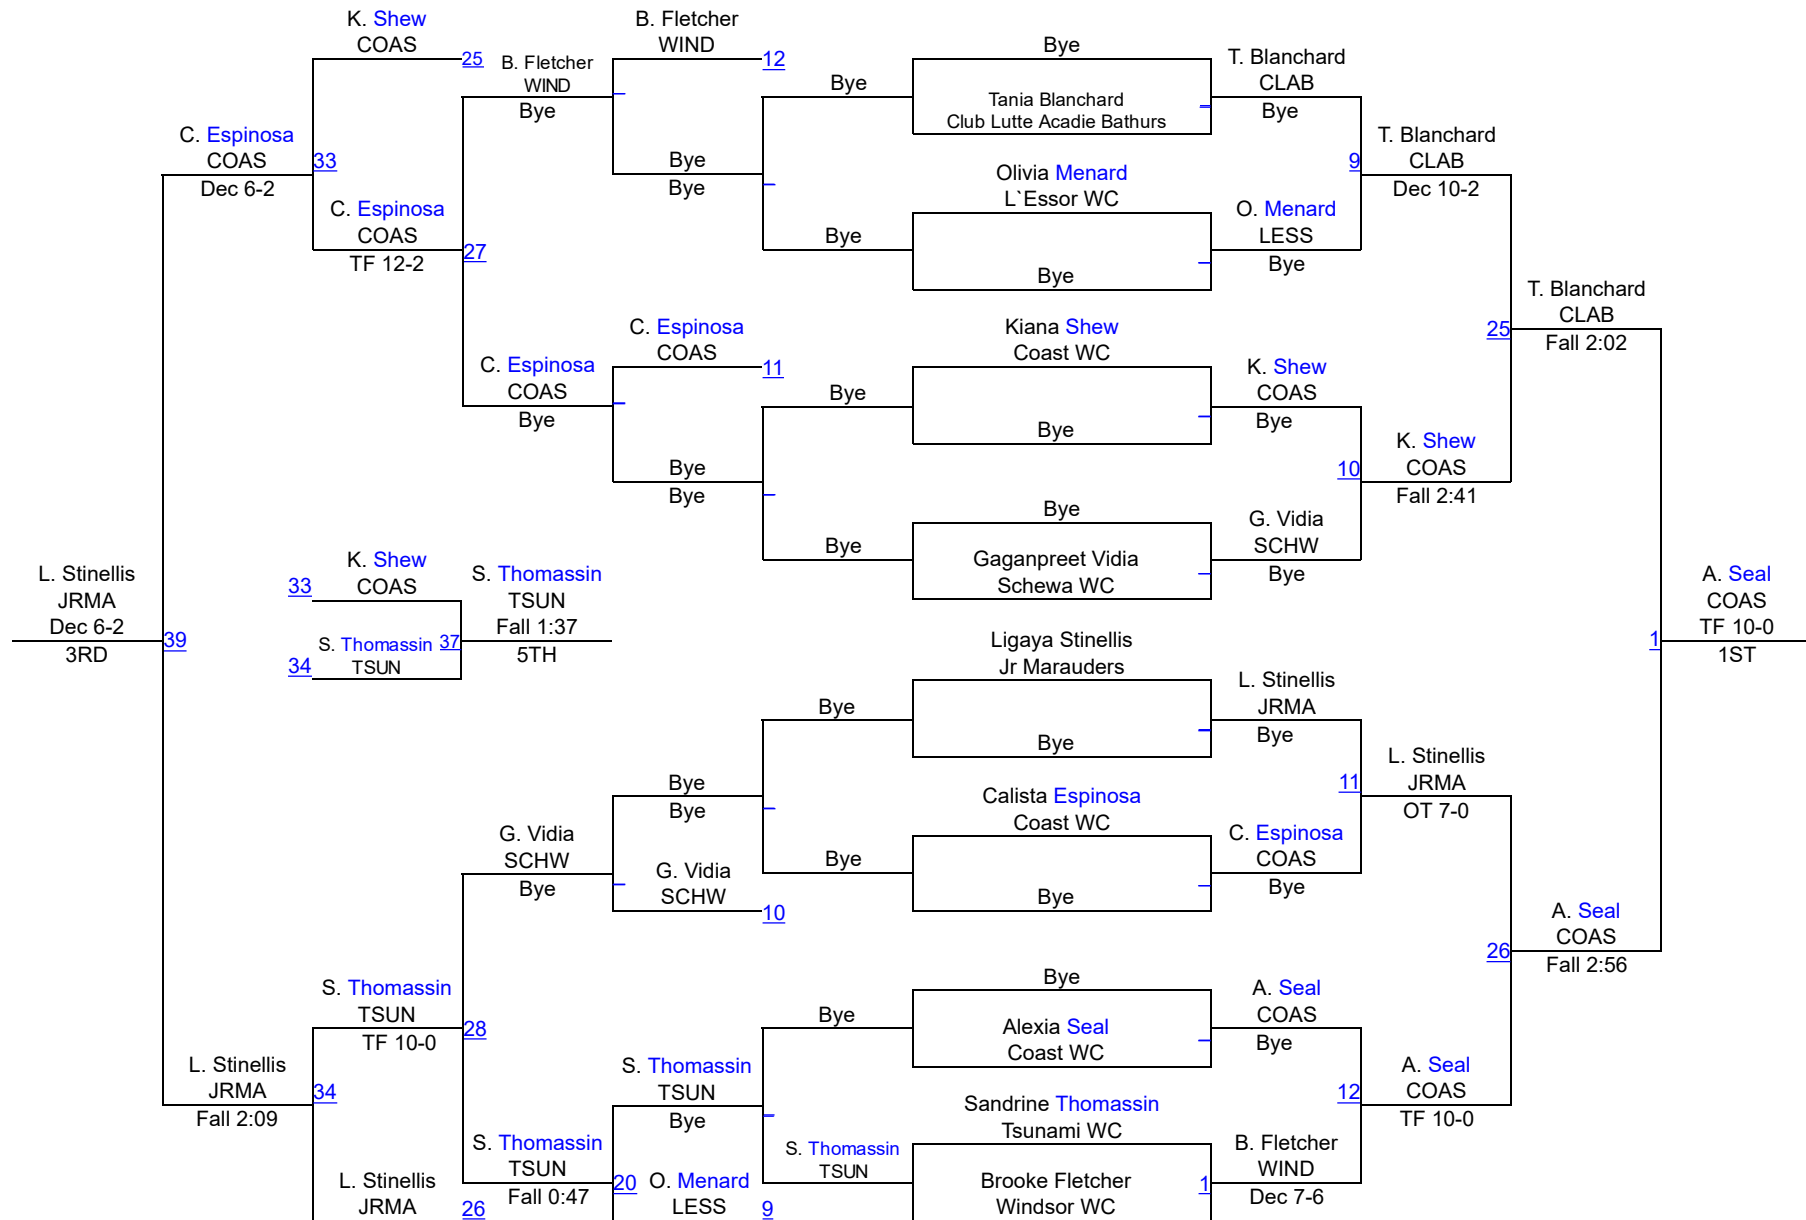 K. Shew
COAS
25
B. Fletcher
WIND
Bye
B. Fletcher
WIND
12
Bye
Bye
Tania Blanchard
Club Lutte Acadie Bathurs
T. Blanchard
CLAB
Bye
C. Espinosa
COAS
Dec 6-2
33
C. Espinosa
COAS
TF 12-2
27
Bye
Bye
Olivia Menard
L`Essor WC
Bye
Bye
O. Menard
LESS
Bye
9
T. Blanchard
CLAB
Dec 10-2
C. Espinosa
COAS
Bye
C. Espinosa
COAS
11
Kiana Shew
Coast WC
Bye
Bye
K. Shew
COAS
Bye
25
T. Blanchard
CLAB
Fall 2:02
Bye
Bye
10
K. Shew
COAS
Fall 2:41
Bye
Bye
Gaganpreet Vidia
Schewa WC
G. Vidia
SCHW
Bye
L. Stinellis
JRMA
Dec 6-2
3RD
39
33
K. Shew
COAS
34
S. Thomassin
TSUN
37
S. Thomassin
TSUN
Fall 1:37
5TH
1
A. Seal
COAS
TF 10-0
1ST
Ligaya Stinellis
Jr Marauders
Bye
Bye
L. Stinellis
JRMA
Bye
G. Vidia
SCHW
Bye
Bye
Bye
G. Vidia
SCHW
10
Calista Espinosa
Coast WC
Bye
Bye
C. Espinosa
COAS
Bye
11
L. Stinellis
JRMA
OT 7-0
26
A. Seal
COAS
Fall 2:56
L. Stinellis
JRMA
Fall 2:09
34
S. Thomassin
TSUN
TF 10-0
28
Bye
Bye
Alexia Seal
Coast WC
A. Seal
COAS
Bye
S. Thomassin
TSUN
Bye
12
A. Seal
COAS
TF 10-0
L. Stinellis
JRMA
26
S. Thomassin
TSUN
Fall 0:47
20
O. Menard
LESS
9
S. Thomassin
TSUN
Sandrine Thomassin
Tsunami WC
Brooke Fletcher
Windsor WC
1
B. Fletcher
WIND
Dec 7-6